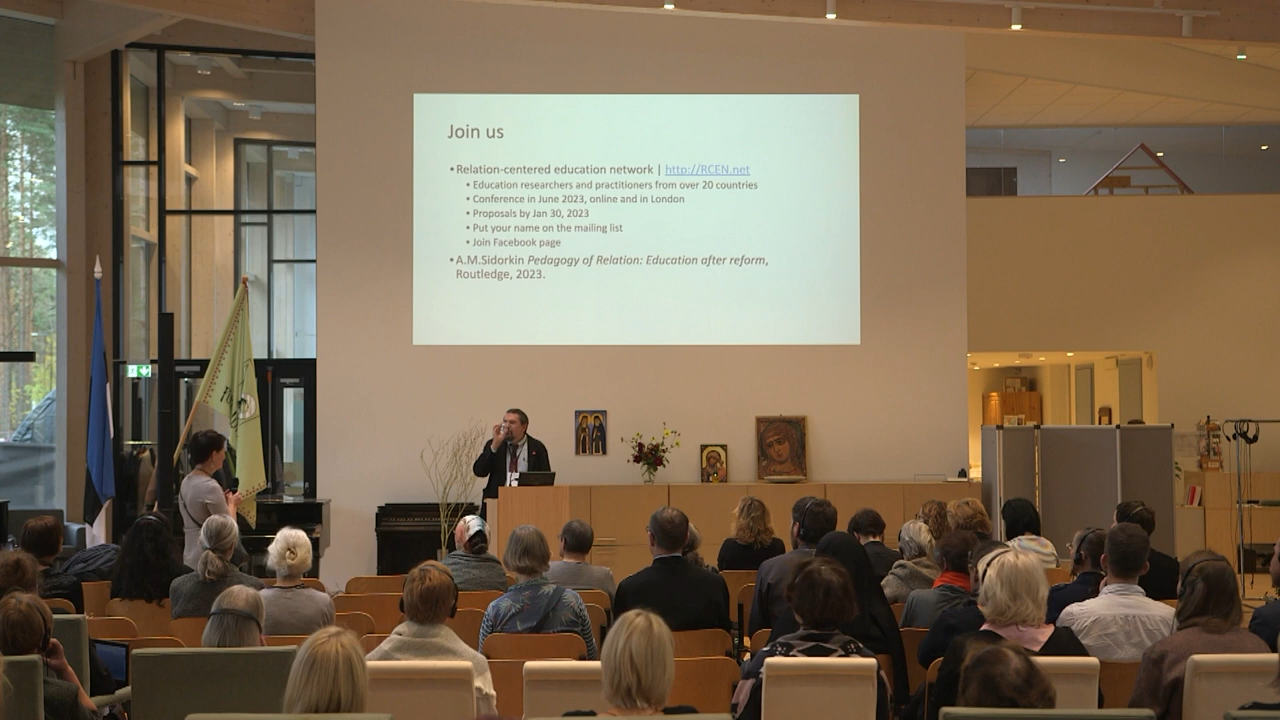 Join us
•Relation-centered education network | http://RCEN.net
• Education researchers and practitioners from over 20 countries
• Conference in June 2023, online and in London
• Proposals by Jan 30, 2023
• Put your name on the mailing list
• Join Facebook page
•A.M.Sidorkin Pedagogy of Relation: Education after reform,
Routledge, 2023.